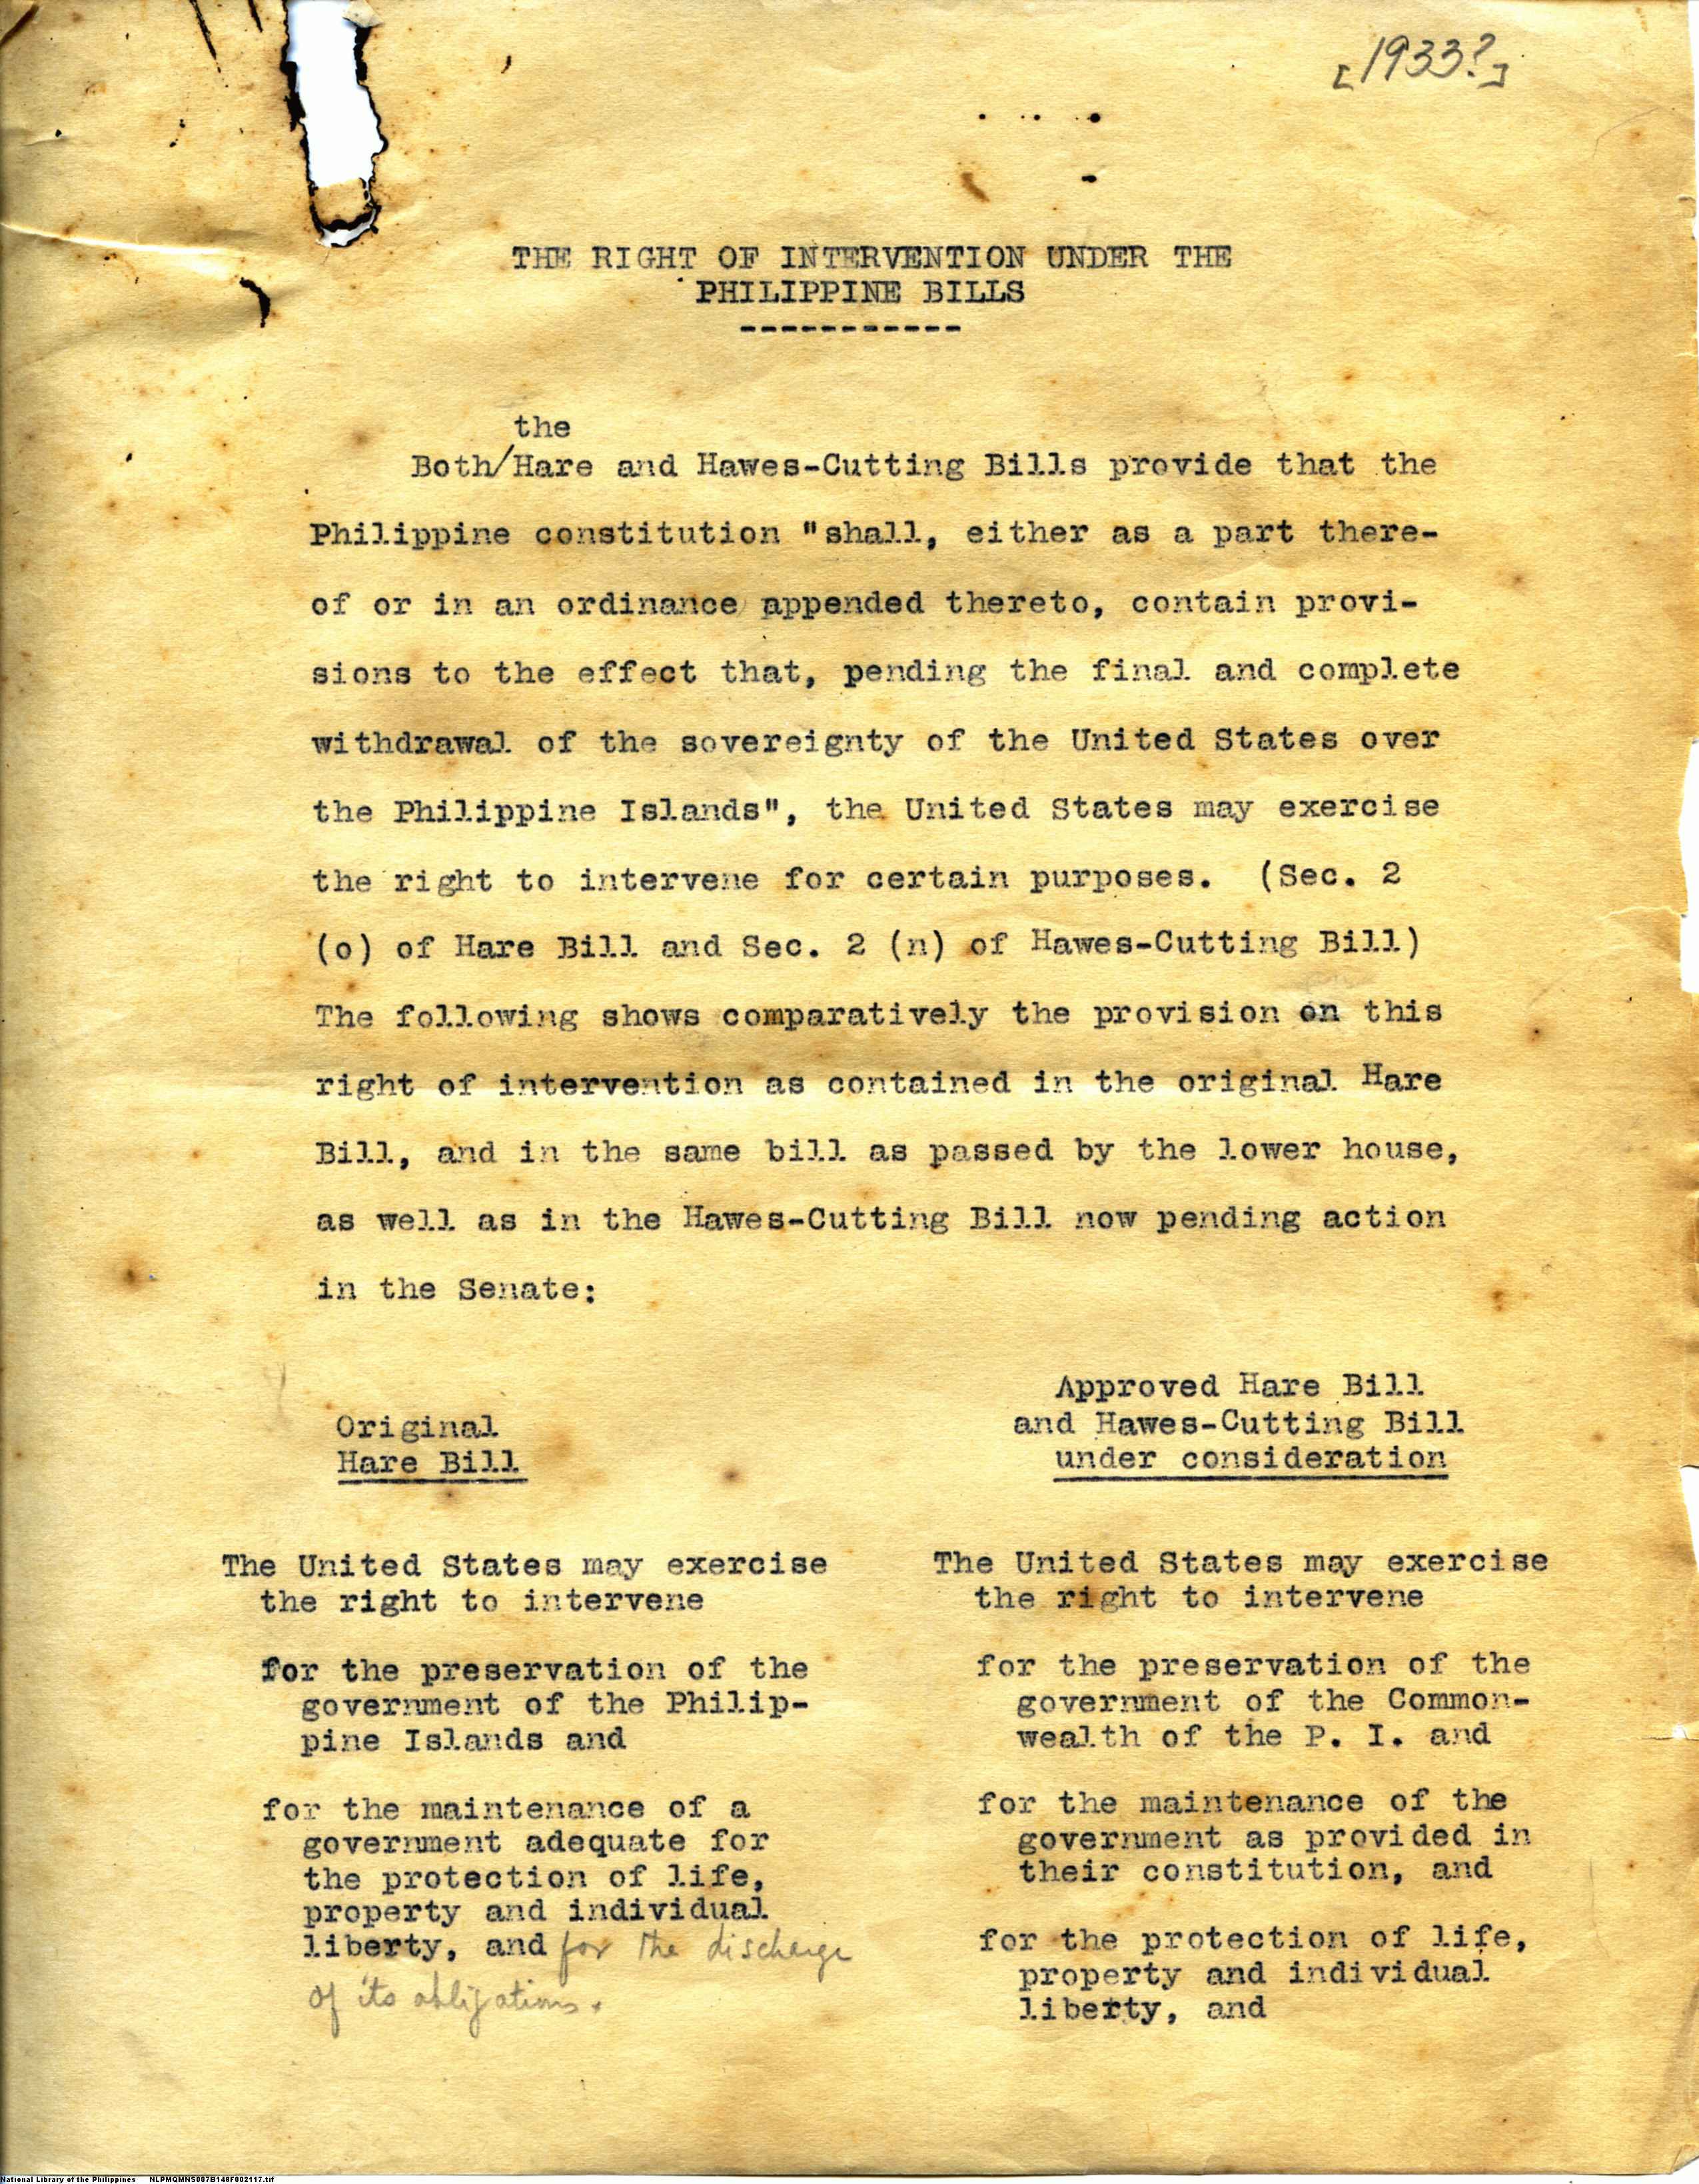 [1933?]
THE RIGHT OF INTERVENTION UNDER THE
PHILIPPINE BILLS
-----------
the
Both/Hare and Hawes-Cutting Bills provide that the
Philippine constitution "shall, either as a part there-
of or in an ordinance appended thereto, contain provi-
sions to the effect that, pending the final and complete
withdrawal of the sovereignty of the United States over
the Philippine Islands", the United States may exercise
the right to intervene for certain purposes. (Sec. 2
(o) of Hare Bill and Sec. 2 (n) of Hawes-Cutting Bill)
The following shows comparatively the provision on this
right of intervention as contained in the original Hare
Bill, and in the same bill as passed by the lower house,
as well as in the Hawes-Cutting Bill now pending action
in the Senate:
Original
Hare Bill
The United States may exercise
the right to intervene
for the preservation of the
government of the Philip-
pine Islands and
for the maintenance of a
government adequate for
the protection of life,
property and individual
liberty, and for the discharge
of its obligations.
Approved Hare Bill
and Hawes-Cutting Bill
under consideration
The United States may exercise
the right to intervene
for the preservation of the
government of the Common-
wealth of the P. I. and
for the maintenance of the
government as provided in
their constitution, and
for the protection of life,
property and individual
liberty, and
National Library of the Philippines NLPMQMNS007B148F002117.tif